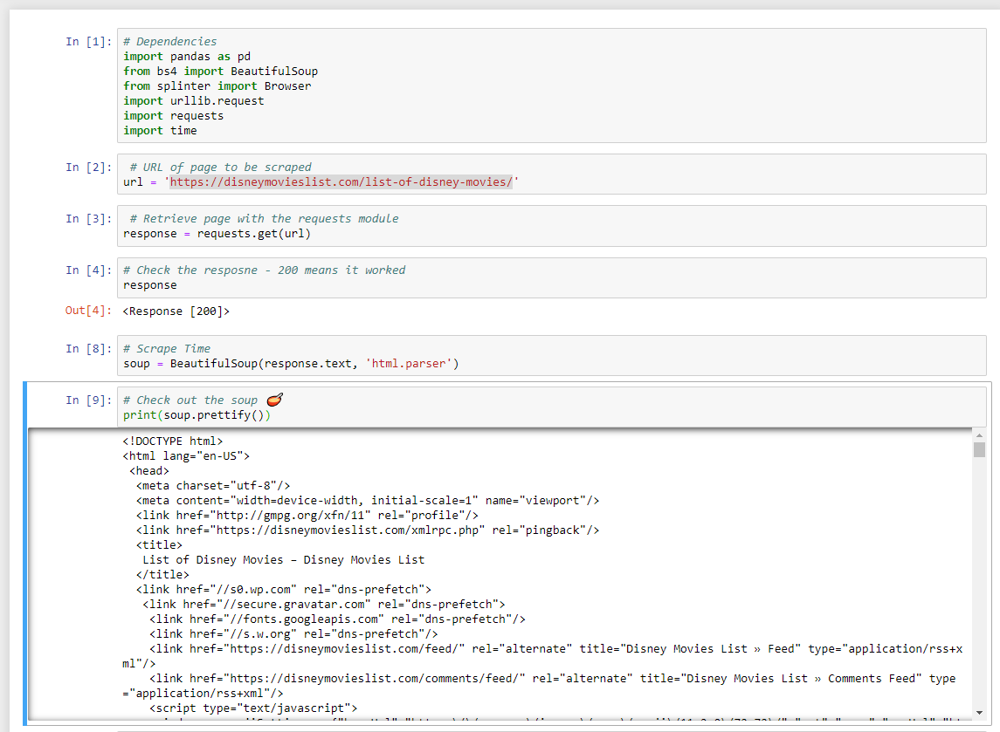 In [1]: # Dependencies
import pandas as pd
from bs4 import BeautifulSoup
from splinter import Browser
import urllib.request
import requests
import time
In [2]: # URL of page to be scraped
url = 'https://disneymovieslist.com/list-of-disney-movies/'
In [3]: # Retrieve page with the requests module
response = requests.get(url)
In [4]: # Check the resposne - 200 means it worked
response
Out[4]: <Response [200]>
In [8]: # Scrape Time
soup = BeautifulSoup(response.text, 'html.parser')
In [9]: # Check out the soup
print(soup.prettify())
<!DOCTYPE html>
<html lang="en-US">
<head>
<meta charset="utf-8"/>
<meta content="width=device-width, initial-scale=1" name="viewport"/>
<link href="http://gmpg.org/xfn/11" rel="profile"/>
<link href="https://disneymovieslist.com/xmlrpc.php" rel="pingback"/>
<title>
List of Disney Movies – Disney Movies List
</title>
<link href="//s0.wp.com" rel="dns-prefetch">
<link href="//secure.gravatar.com" rel="dns-prefetch">
<link href="//fonts.googleapis.com" rel="dns-prefetch"/>
<link href="//s.w.org" rel="dns-prefetch"/>
<link href="https://disneymovieslist.com/feed/" rel="alternate" title="Disney Movies List » Feed" type="application/rss+x
ml"/>
<link href="https://disneymovieslist.com/comments/feed/" rel="alternate" title="Disney Movies List » Comments Feed" type
="application/rss+xml"/>
<script type="text/javascript">